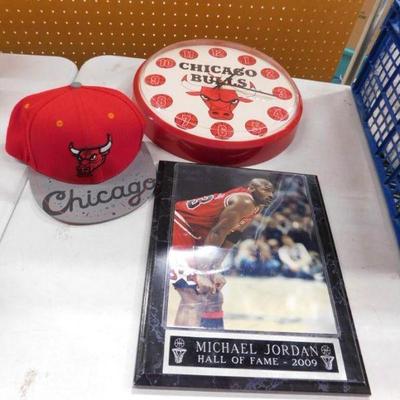 CHICAGO
BULLS
Chicago
MICHAEL JORDAN
HALL OF FAME - 2009